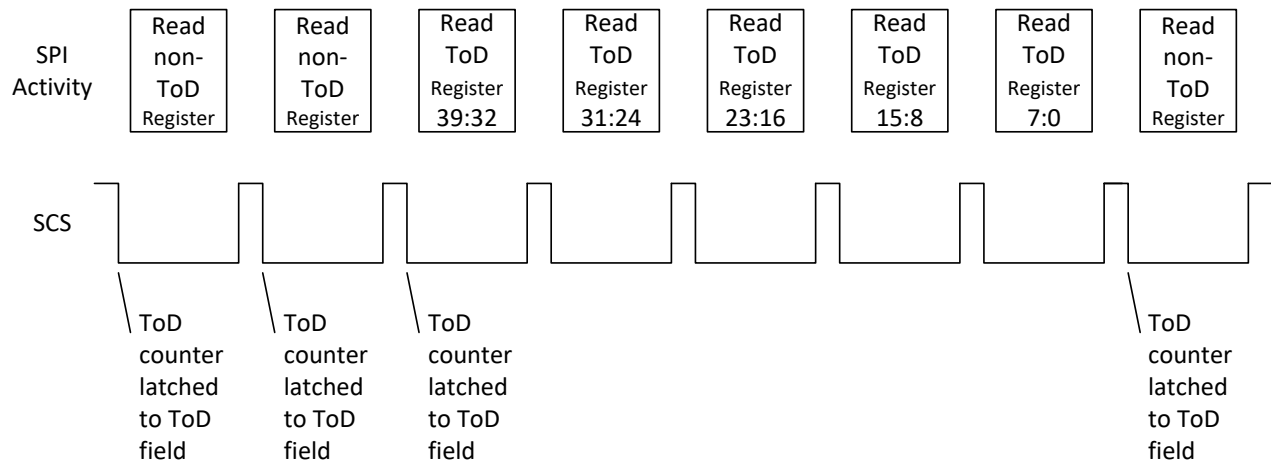 SPI
Activity
Read
non-
ToD
Register
Read
non-
ToD
Register
Read
ToD
Register
39:32
Read
ToD
Register
31:24
Read
ToD
Register
23:16
Read
ToD
Register
15:8
Read
ToD
Register
7:0
Read
non-
ToD
Register
SCS
ToD
counter
latched
to ToD
field
ToD
counter
latched
to ToD
field
ToD
counter
latched
to ToD
field
ToD
counter
latched
to ToD
field